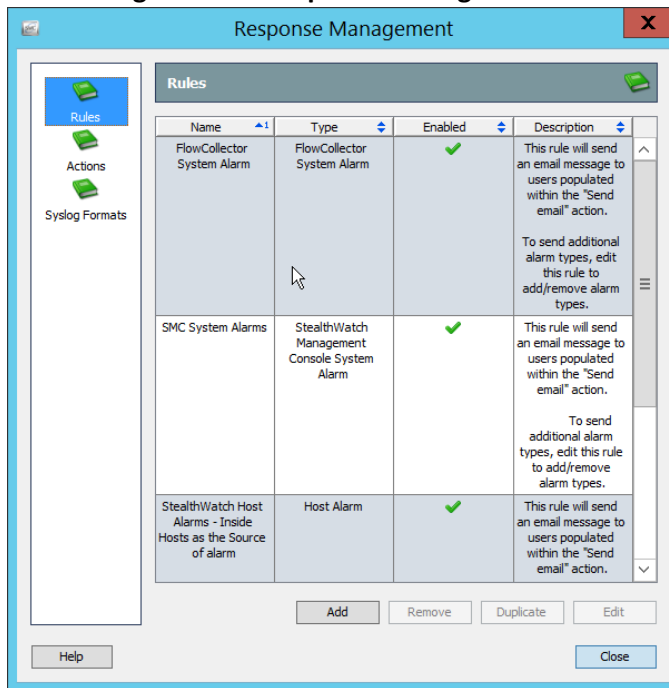 Response Management
X
Rules
Actions
Syslog Formats
Rules
Name 1 Type Enabled Description
FlowCollector
System Alarm
FlowCollector
System Alarm
This rule will send
an email message to
users populated
within the "Send
email" action.
To send additional
alarm types, edit
this rule to
add/remove alarm
types.
SMC System Alarms
StealthWatch
Management
Console System
Alarm
This rule will send
an email message to
users populated
within the "Send
email" action.
To send
additional alarm
types, edit this rule
to add/remove
alarm types.
StealthWatch Host
Alarms - Inside
Hosts as the Source
of alarm
Host Alarm
This rule will send
an email message to
users populated
within the "Send
email" action.
Add Remove Duplicate Edit
Help Close